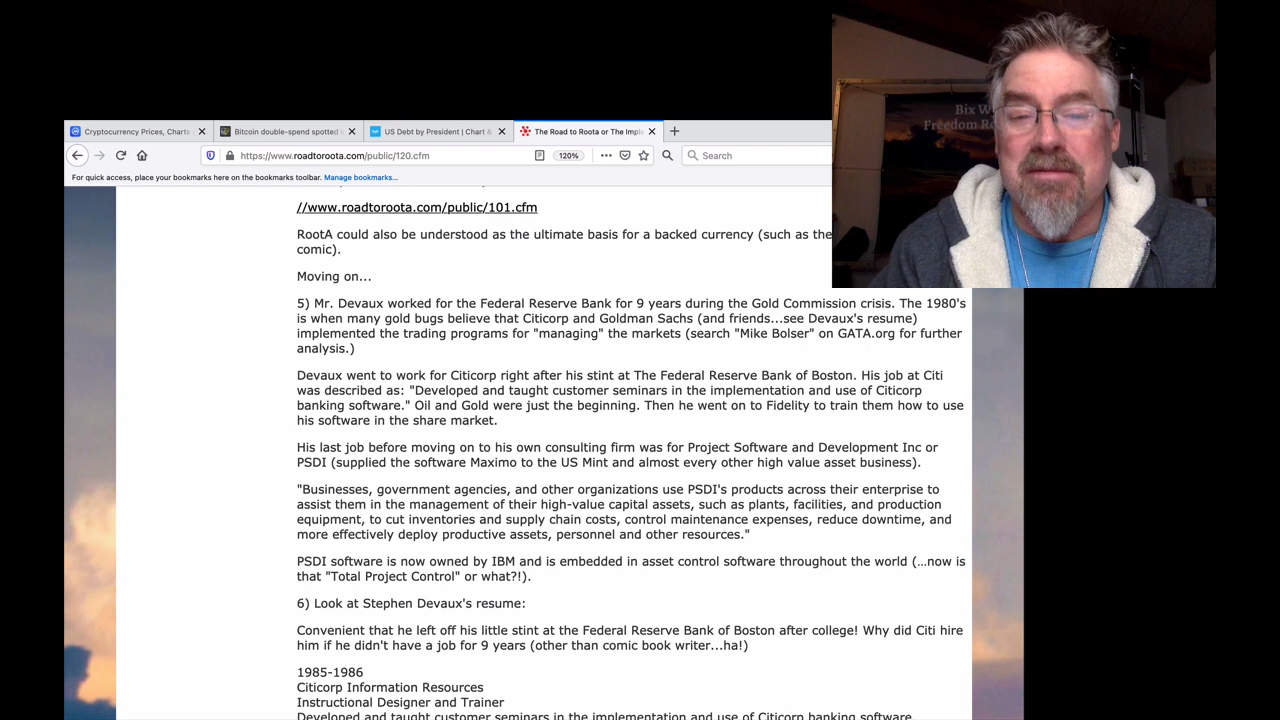 Bix W
Freedom Ro
Cryptocurrency Prices, Charts
Bitcoin double-spend spotted
US Debt by President | Chart &
The Road to Roota or The Imple
https://www.roadtoroota.com/public/120.cfm
120%
Search
For quick access, place your bookmarks here on the bookmarks toolbar. Manage bookmarks...
//www.roadtoroota.com/public/101.cfm
RootA could also be understood as the ultimate basis for a backed currency (such as the
comic).
Moving on...
5) Mr. Devaux worked for the Federal Reserve Bank for 9 years during the Gold Commission crisis. The 1980's
is when many gold bugs believe that Citicorp and Goldman Sachs (and friends...see Devaux's resume)
implemented the trading programs for "managing" the markets (search "Mike Bolser" on GATA.org for further
analysis.)
Devaux went to work for Citicorp right after his stint at The Federal Reserve Bank of Boston. His job at Citi
was described as: "Developed and taught customer seminars in the implementation and use of Citicorp
banking software." Oil and Gold were just the beginning. Then he went on to Fidelity to train them how to use
his software in the share market.
His last job before moving on to his own consulting firm was for Project Software and Development Inc or
PSDI (supplied the software Maximo to the US Mint and almost every other high value asset business).
"Businesses, government agencies, and other organizations use PSDI's products across their enterprise to
assist them in the management of their high-value capital assets, such as plants, facilities, and production
equipment, to cut inventories and supply chain costs, control maintenance expenses, reduce downtime, and
more effectively deploy productive assets, personnel and other resources."
PSDI software is now owned by IBM and is embedded in asset control software throughout the world (...now is
that "Total Project Control" or what?!).
6) Look at Stephen Devaux's resume:
Convenient that he left off his little stint at the Federal Reserve Bank of Boston after college! Why did Citi hire
him if he didn't have a job for 9 years (other than comic book writer...ha!)
1985-1986
Citicorp Information Resources
Instructional Designer and Trainer
Developed and taught customer seminars in the implementation and use of Citicorp banking software.